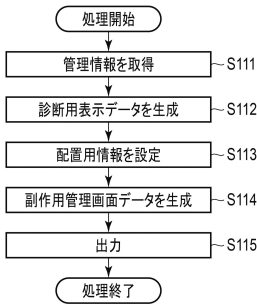 処理開始
管理情報を取得
S111
診断用表示データを生成
S112
配置用情報を設定
S113
副作用管理画面データを生成
S114
出力
S115
処理終了